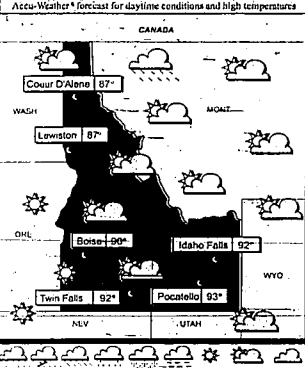 Accu-Weather® forecast for daytime conditions and high temperatures
CANADA
Coeur D'Alene 87°
WASH
MONT.
Lewiston 87°
ORE
Boise 90°
Idaho Falls 92°
WYO
Twin Falls 92°
Pocatello 93°
NEV
UTAH